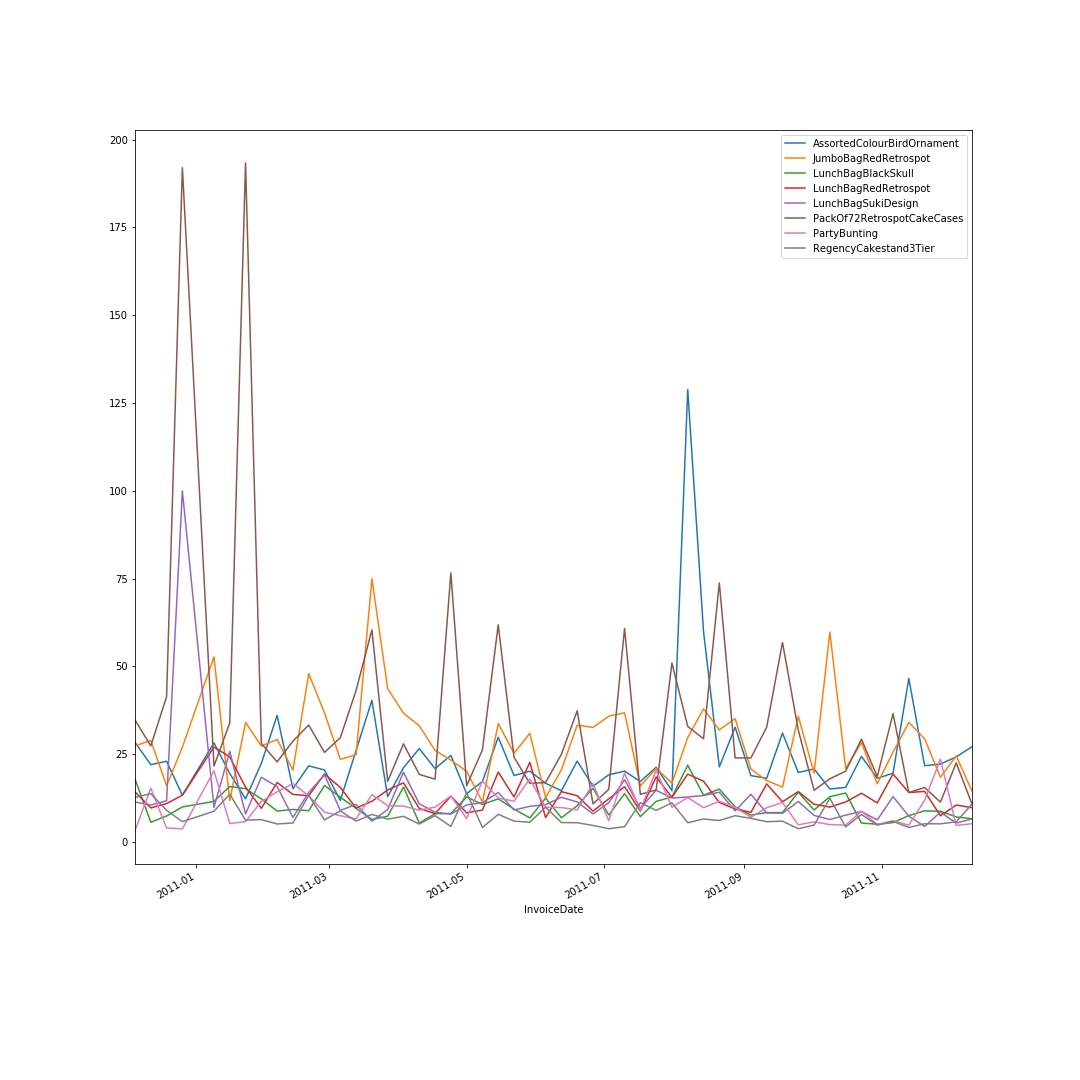 200
175
150
125
100
75
50
25
0
AssortedColourBirdOrnament
JumboBagRedRetrospot
LunchBagBlackSkull
LunchBagRedRetrospot
LunchBagSukiDesign
PackOf72RetrospotCakeCases
PartyBunting
RegencyCakestand3Tier
2011-01
2011-03
2011-05
2011-07
2011-09
2011-11
InvoiceDate